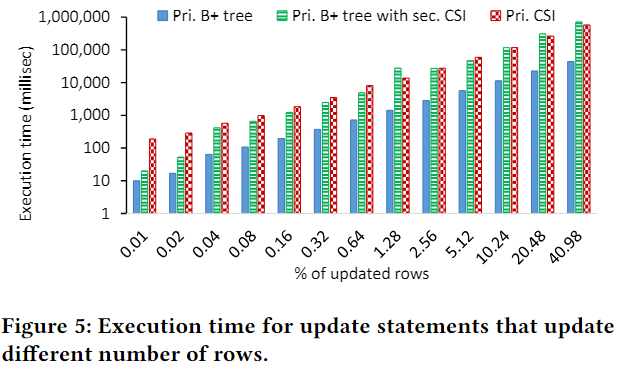 Pri. B+ tree Pri. B+ tree with sec. CSI Pri. CSI
Execution time (millisec)
1,000,000
100,000
10,000
1,000
100
10
1
0.01 0.02 0.04 0.08 0.16 0.32 0.64 1.28 2.56 5.12 10.24 20.48 40.98
% of updated rows
Figure 5: Execution time for update statements that update
different number of rows.